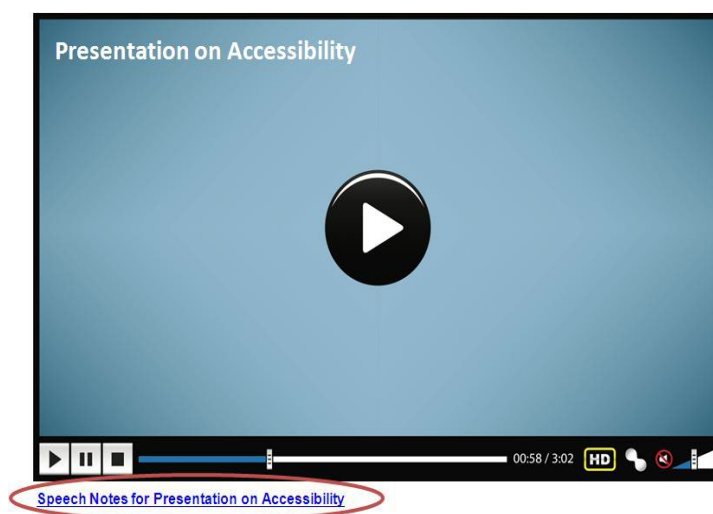 Presentation on Accessibility
00:58 / 3:02 HD
Speech Notes for Presentation on Accessibility